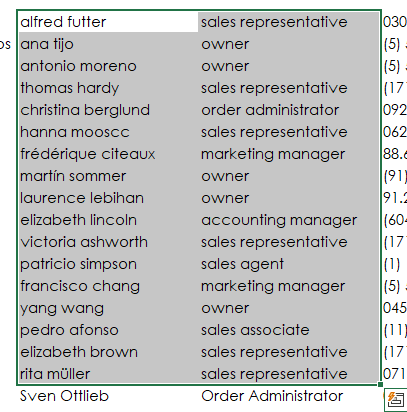 alfred futter sales representative 030
os ana tijo owner (5)
antonio moreno owner (5)
thomas hardy sales representative (17
christina berglund order administrator 092
hanna mooscc sales representative 062
frédérique citeaux marketing manager 88.6
martín sommer owner (91)
laurence lebihan owner 91.2
elizabeth lincoln accounting manager (604
victoria ashworth sales representative (17
patricio simpson sales agent (1)
francisco chang marketing manager (5)
yang wang owner 045
pedro afonso sales associate (11)
elizabeth brown sales representative (17
rita müller sales representative 071
Sven Ottlieb Order Administrator